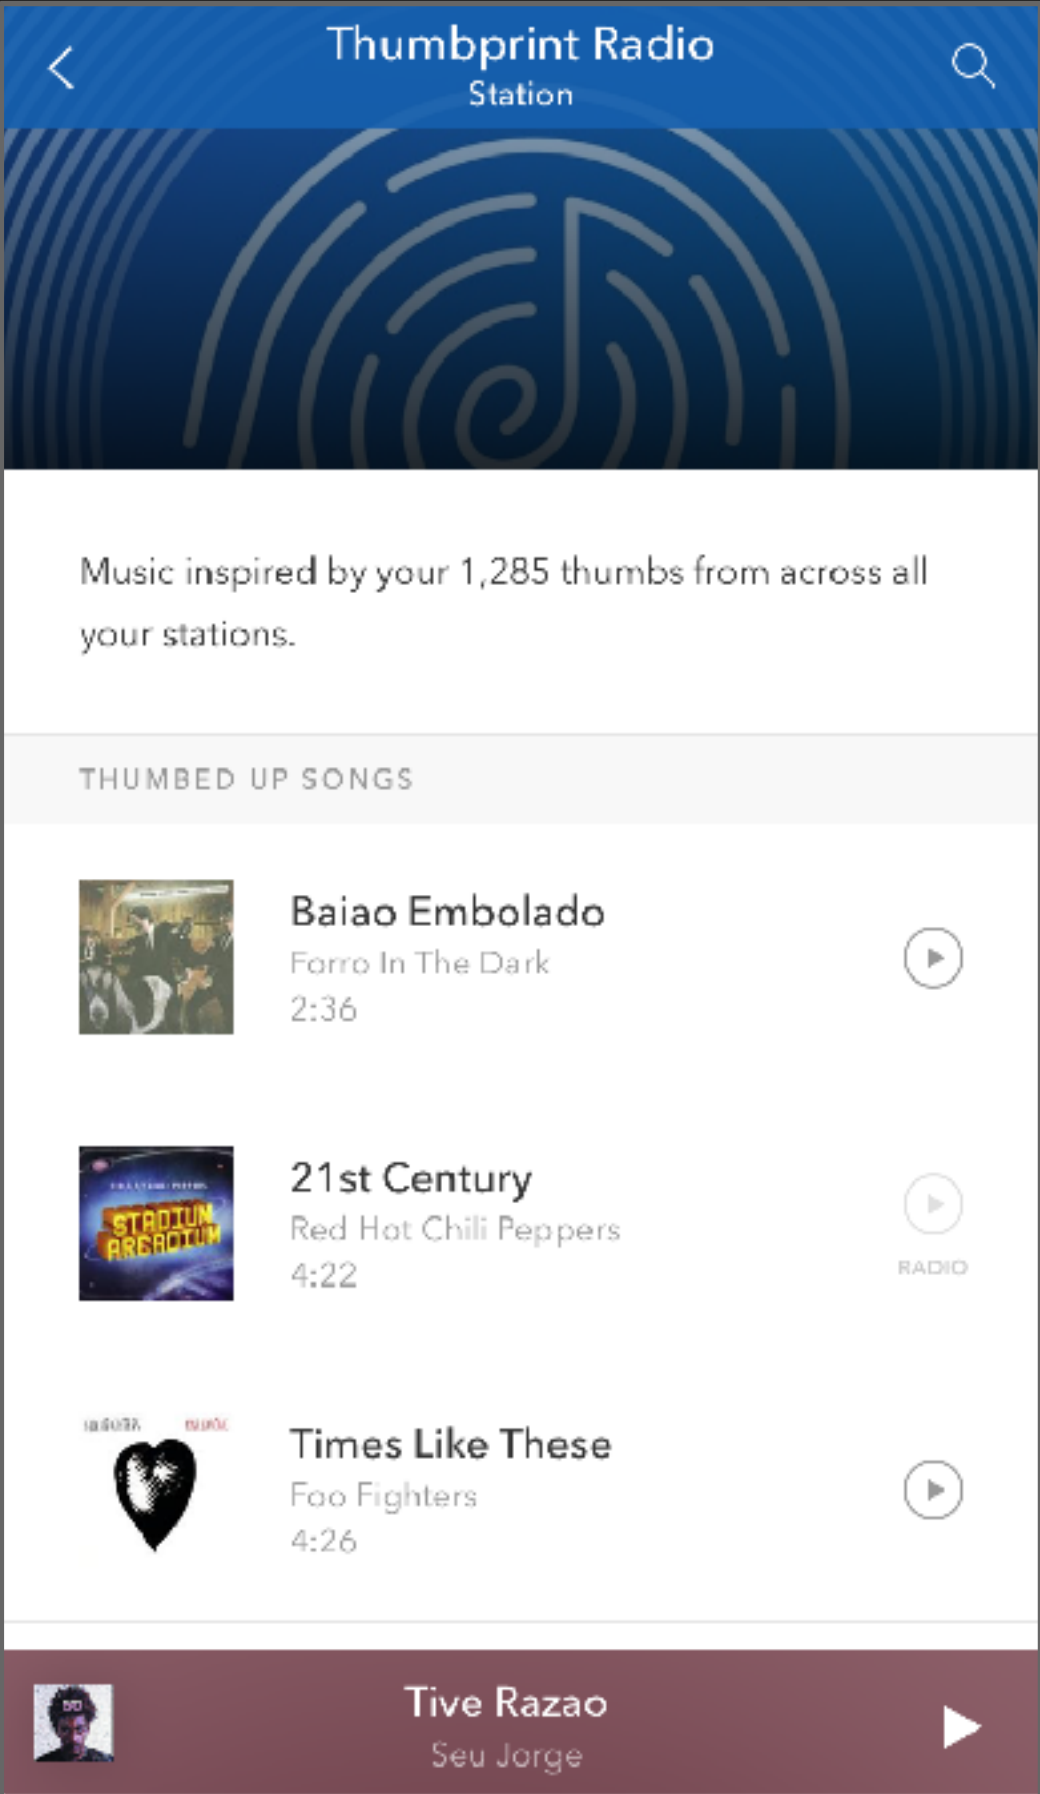 Thumbprint Radio
Station
Music inspired by your 1,285 thumbs from across all
your stations.
THUMBED UP SONGS
Baiao Embolado
Forro In The Dark
2:36
STADIUM
ARCADIUM
21st Century
Red Hot Chili Peppers
4:22
RADIO
Times Like These
Foo Fighters
4:26
Tive Razao
Seu Jorge